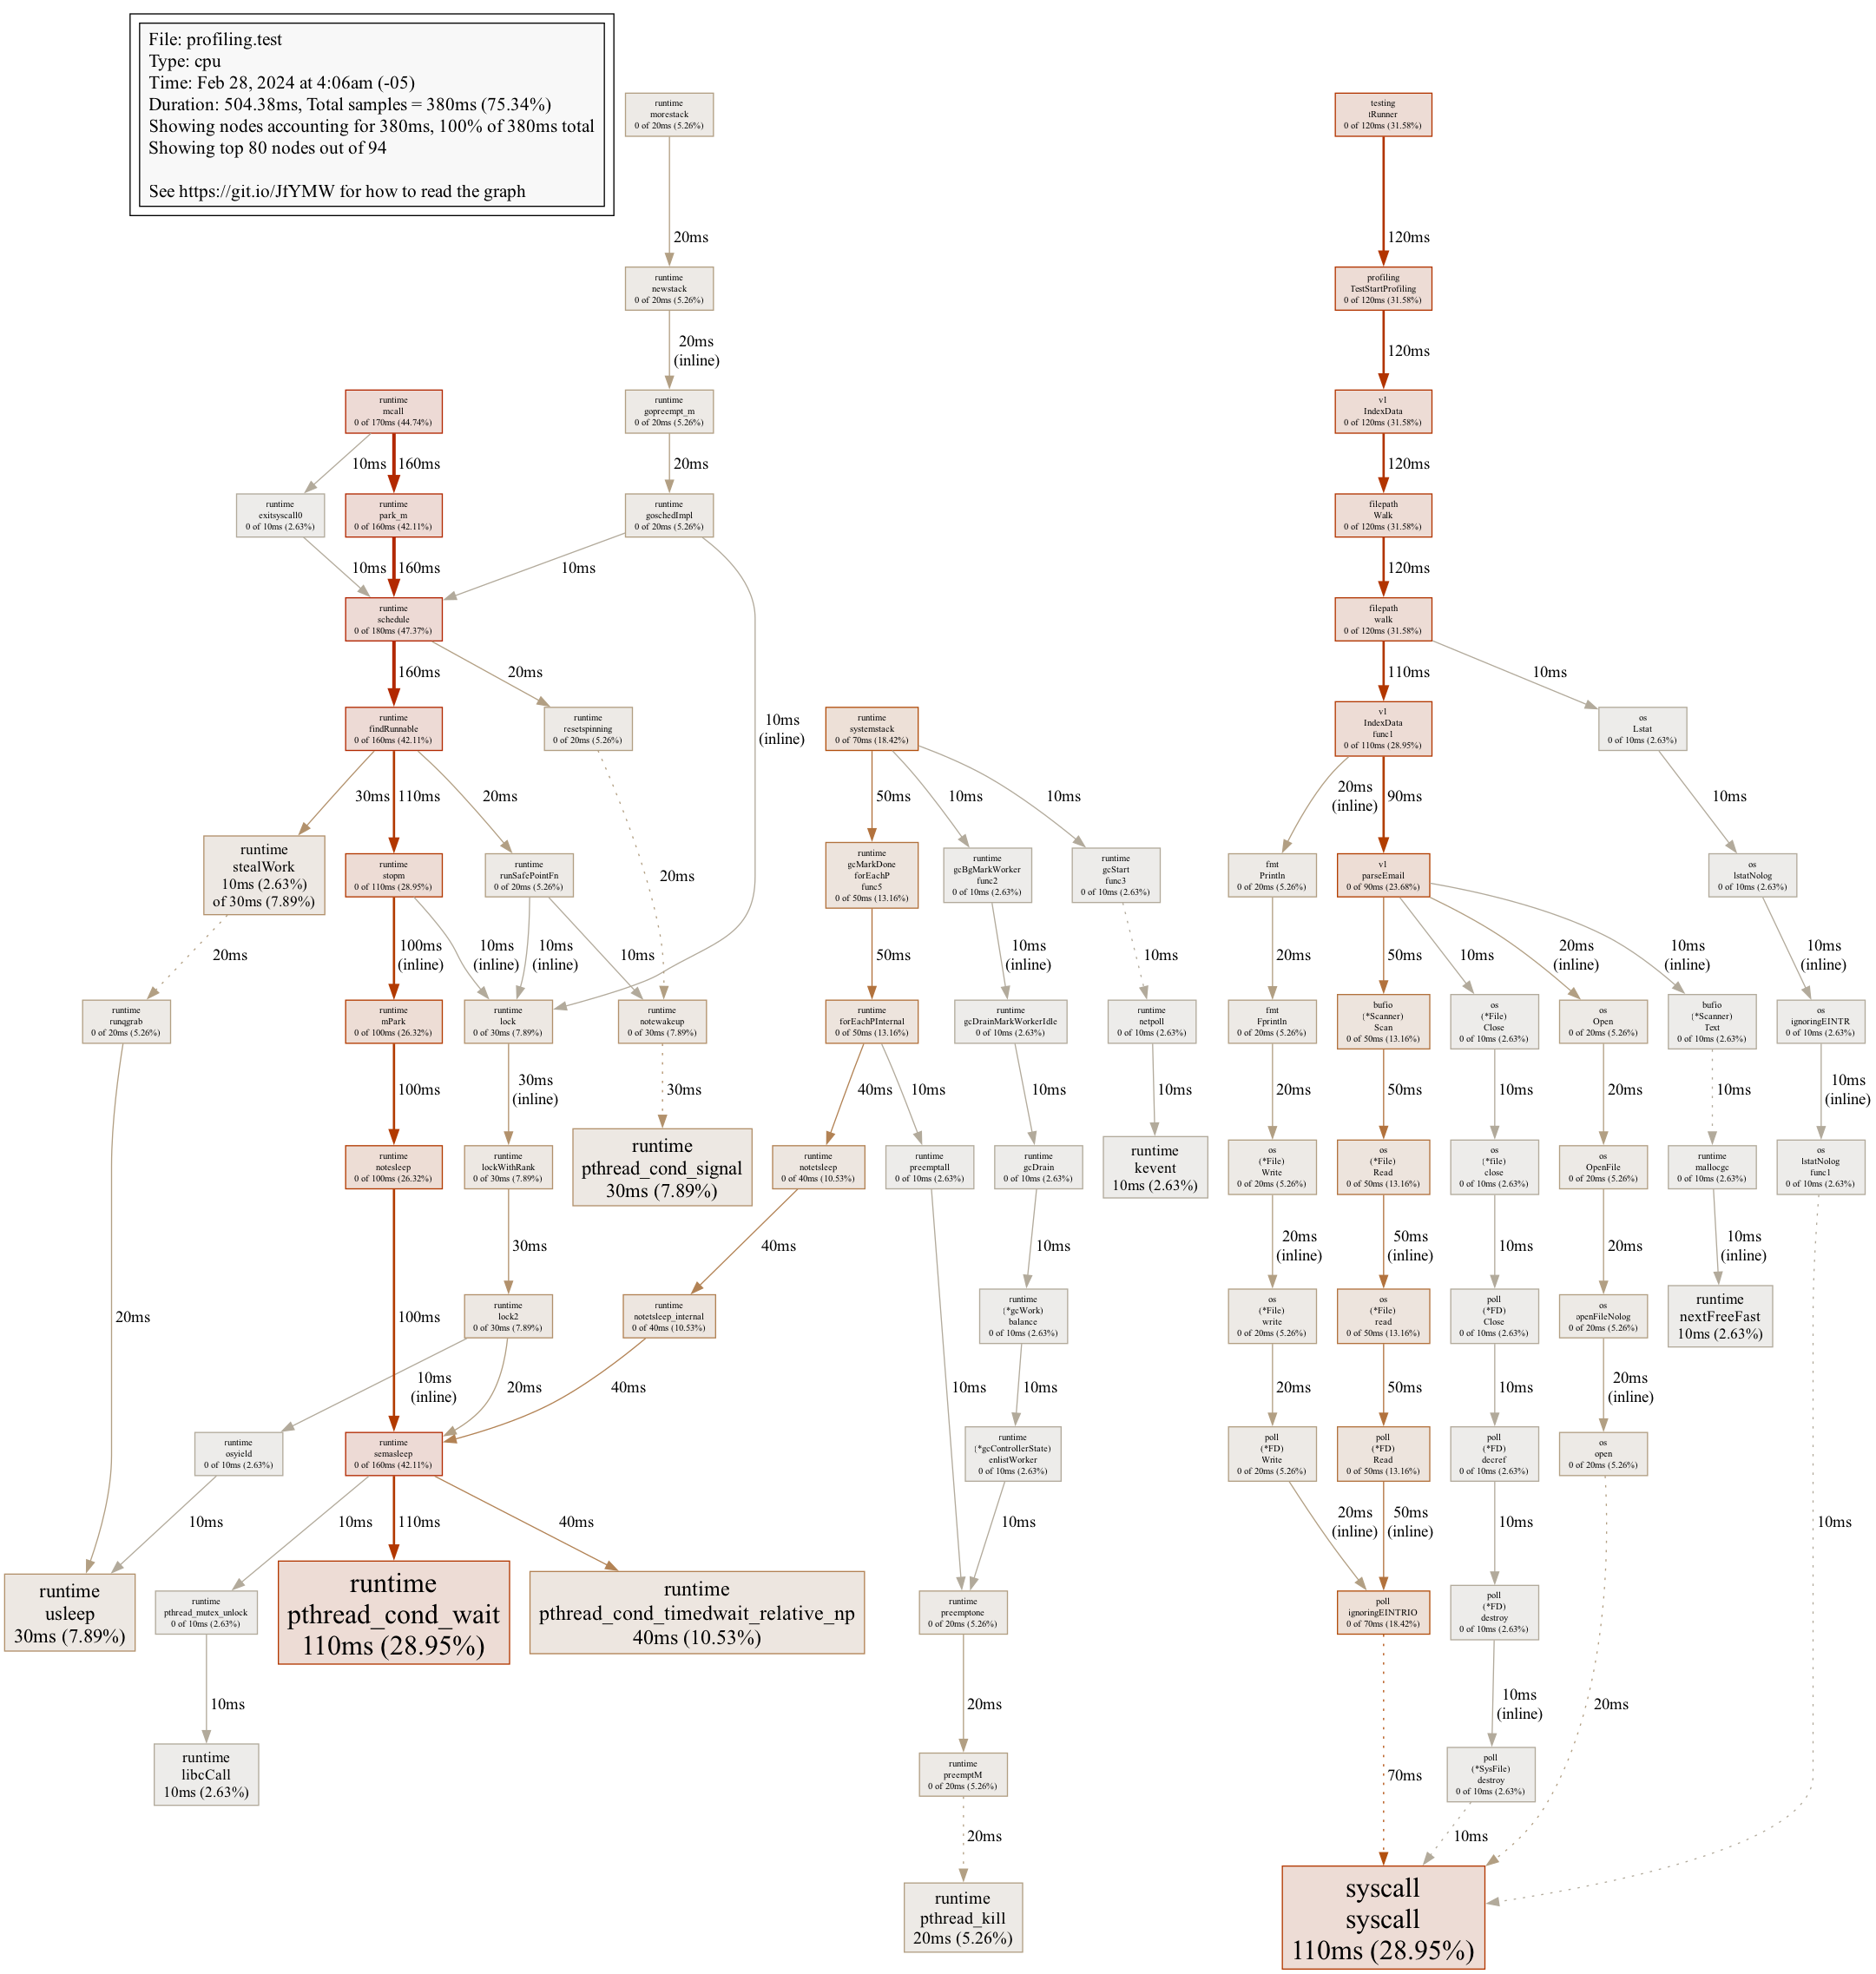 File: profiling.test
Type: cpu
Time: Feb 28, 2024 at 4:06am (-05)
Duration: 504.38ms, Total samples = 380ms (75.34%)
Showing nodes accounting for 380ms, 100% of 380ms total
Showing top 80 nodes out of 94
See https://git.io/JfYMW for how to read the graph
runtime
morestack
0 of 20ms (5.26%)
testing
tRunner
0 of 120ms (31.58%)
20ms
120ms
runtime
newstack
0 of 20ms (5.26%)
profiling
TestStartProfiling
0 of 120ms (31.58%)
20ms
(inline)
120ms
runtime
mcall
0 of 170ms (44.74%)
runtime
gopreempt_m
0 of 20ms (5.26%)
v1
IndexData
0 of 120ms (31.58%)
10ms
160ms
20ms
120ms
runtime
exitsyscall0
0 of 10ms (2.63%)
runtime
park_m
0 of 160ms (42.11%)
runtime
goschedImpl
0 of 20ms (5.26%)
filepath
Walk
0 of 120ms (31.58%)
10ms
160ms
10ms
120ms
runtime
schedule
0 of 180ms (47.37%)
filepath
walk
0 of 120ms (31.58%)
160ms
20ms
110ms
10ms
runtime
findRunnable
0 of 160ms (42.11%)
runtime
resetspinning
0 of 20ms (5.26%)
10ms
(inline)
runtime
systemstack
0 of 70ms (18.42%)
v1
IndexData
func1
0 of 110ms (28.95%)
os
Lstat
0 of 10ms (2.63%)
30ms
110ms
20ms
50ms
10ms
10ms
20ms
(inline)
90ms
10ms
runtime
stealWork
10ms (2.63%)
of 30ms (7.89%)
runtime
stopm
0 of 110ms (28.95%)
runtime
runSafePointFn
0 of 20ms (5.26%)
20ms
runtime
gcMarkDone
forEachP
func5
0 of 50ms (13.16%)
runtime
gcBgMarkWorker
func2
0 of 10ms (2.63%)
runtime
gcStart
func3
0 of 10ms (2.63%)
fmt
Println
0 of 20ms (5.26%)
v1
parseEmail
0 of 90ms (23.68%)
os
lstatNolog
0 of 10ms (2.63%)
20ms
100ms
(inline)
10ms
(inline)
10ms
(inline)
10ms
50ms
10ms
(inline)
10ms
20ms
50ms
10ms
20ms
(inline)
10ms
(inline)
10ms
(inline)
runtime
runqgrab
0 of 20ms (5.26%)
runtime
mPark
0 of 100ms (26.32%)
runtime
lock
0 of 30ms (7.89%)
runtime
notewakeup
0 of 30ms (7.89%)
runtime
forEachPInternal
0 of 50ms (13.16%)
runtime
gcDrainMarkWorkerIdle
0 of 10ms (2.63%)
runtime
netpoll
0 of 10ms (2.63%)
fmt
Fprintln
0 of 20ms (5.26%)
bufio
(*Scanner)
Scan
0 of 50ms (13.16%)
os
(*File)
Close
0 of 10ms (2.63%)
os
Open
0 of 20ms (5.26%)
bufio
(*Scanner)
Text
0 of 10ms (2.63%)
os
ignoringEINTR
0 of 10ms (2.63%)
100ms
30ms
(inline)
30ms
40ms
10ms
10ms
10ms
20ms
50ms
10ms
20ms
10ms
10ms
(inline)
runtime
notesleep
0 of 100ms (26.32%)
runtime
lockWithRank
0 of 30ms (7.89%)
runtime
pthread_cond_signal
30ms (7.89%)
runtime
notetsleep
0 of 40ms (10.53%)
runtime
preemptall
0 of 10ms (2.63%)
runtime
gcDrain
0 of 10ms (2.63%)
runtime
kevent
10ms (2.63%)
os
(*File)
Write
0 of 20ms (5.26%)
os
(*File)
Read
0 of 50ms (13.16%)
os
(*file)
close
0 of 10ms (2.63%)
os
OpenFile
0 of 20ms (5.26%)
runtime
mallocgc
0 of 10ms (2.63%)
os
lstatNolog
func1
0 of 10ms (2.63%)
30ms
40ms
10ms
20ms
(inline)
50ms
(inline)
10ms
20ms
10ms
(inline)
20ms
100ms
runtime
lock2
0 of 30ms (7.89%)
runtime
notetsleep_internal
0 of 40ms (10.53%)
runtime
(*gcWork)
balance
0 of 10ms (2.63%)
os
(*File)
write
0 of 20ms (5.26%)
os
(*File)
read
0 of 50ms (13.16%)
poll
(*FD)
Close
0 of 10ms (2.63%)
os
openFileNolog
0 of 20ms (5.26%)
runtime
nextFreeFast
10ms (2.63%)
10ms
(inline)
20ms
40ms
10ms
10ms
20ms
50ms
10ms
20ms
(inline)
runtime
osyield
0 of 10ms (2.63%)
runtime
semasleep
0 of 160ms (42.11%)
runtime
(*gcControllerState)
enlistWorker
0 of 10ms (2.63%)
poll
(*FD)
Write
0 of 20ms (5.26%)
poll
(*FD)
Read
0 of 50ms (13.16%)
poll
(*FD)
decref
0 of 10ms (2.63%)
os
open
0 of 20ms (5.26%)
10ms
10ms
110ms
40ms
10ms
20ms
(inline)
50ms
(inline)
10ms
10ms
runtime
usleep
30ms (7.89%)
runtime
pthread_mutex_unlock
0 of 10ms (2.63%)
runtime
pthread_cond_wait
110ms (28.95%)
runtime
pthread_cond_timedwait_relative_np
40ms (10.53%)
runtime
preemptone
0 of 20ms (5.26%)
poll
ignoringEINTRIO
0 of 70ms (18.42%)
poll
(*FD)
destroy
0 of 10ms (2.63%)
10ms
20ms
10ms
(inline)
20ms
runtime
libcCall
10ms (2.63%)
runtime
preemptM
0 of 20ms (5.26%)
70ms
poll
(*SysFile)
destroy
0 of 10ms (2.63%)
20ms
10ms
runtime
pthread_kill
20ms (5.26%)
syscall
syscall
110ms (28.95%)